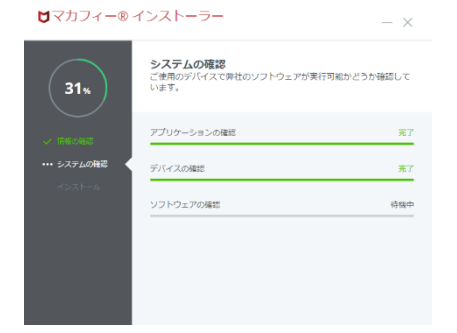 マカフィー® インストーラー
31%
システムの確認
ご使用のデバイスで弊社のソフトウェアが実行可能かどうか確認して
います。
✓ 情報の確認
••• システムの確認
インストール
アプリケーションの確認 完了
デバイスの確認 完了
ソフトウェアの確認 待機中